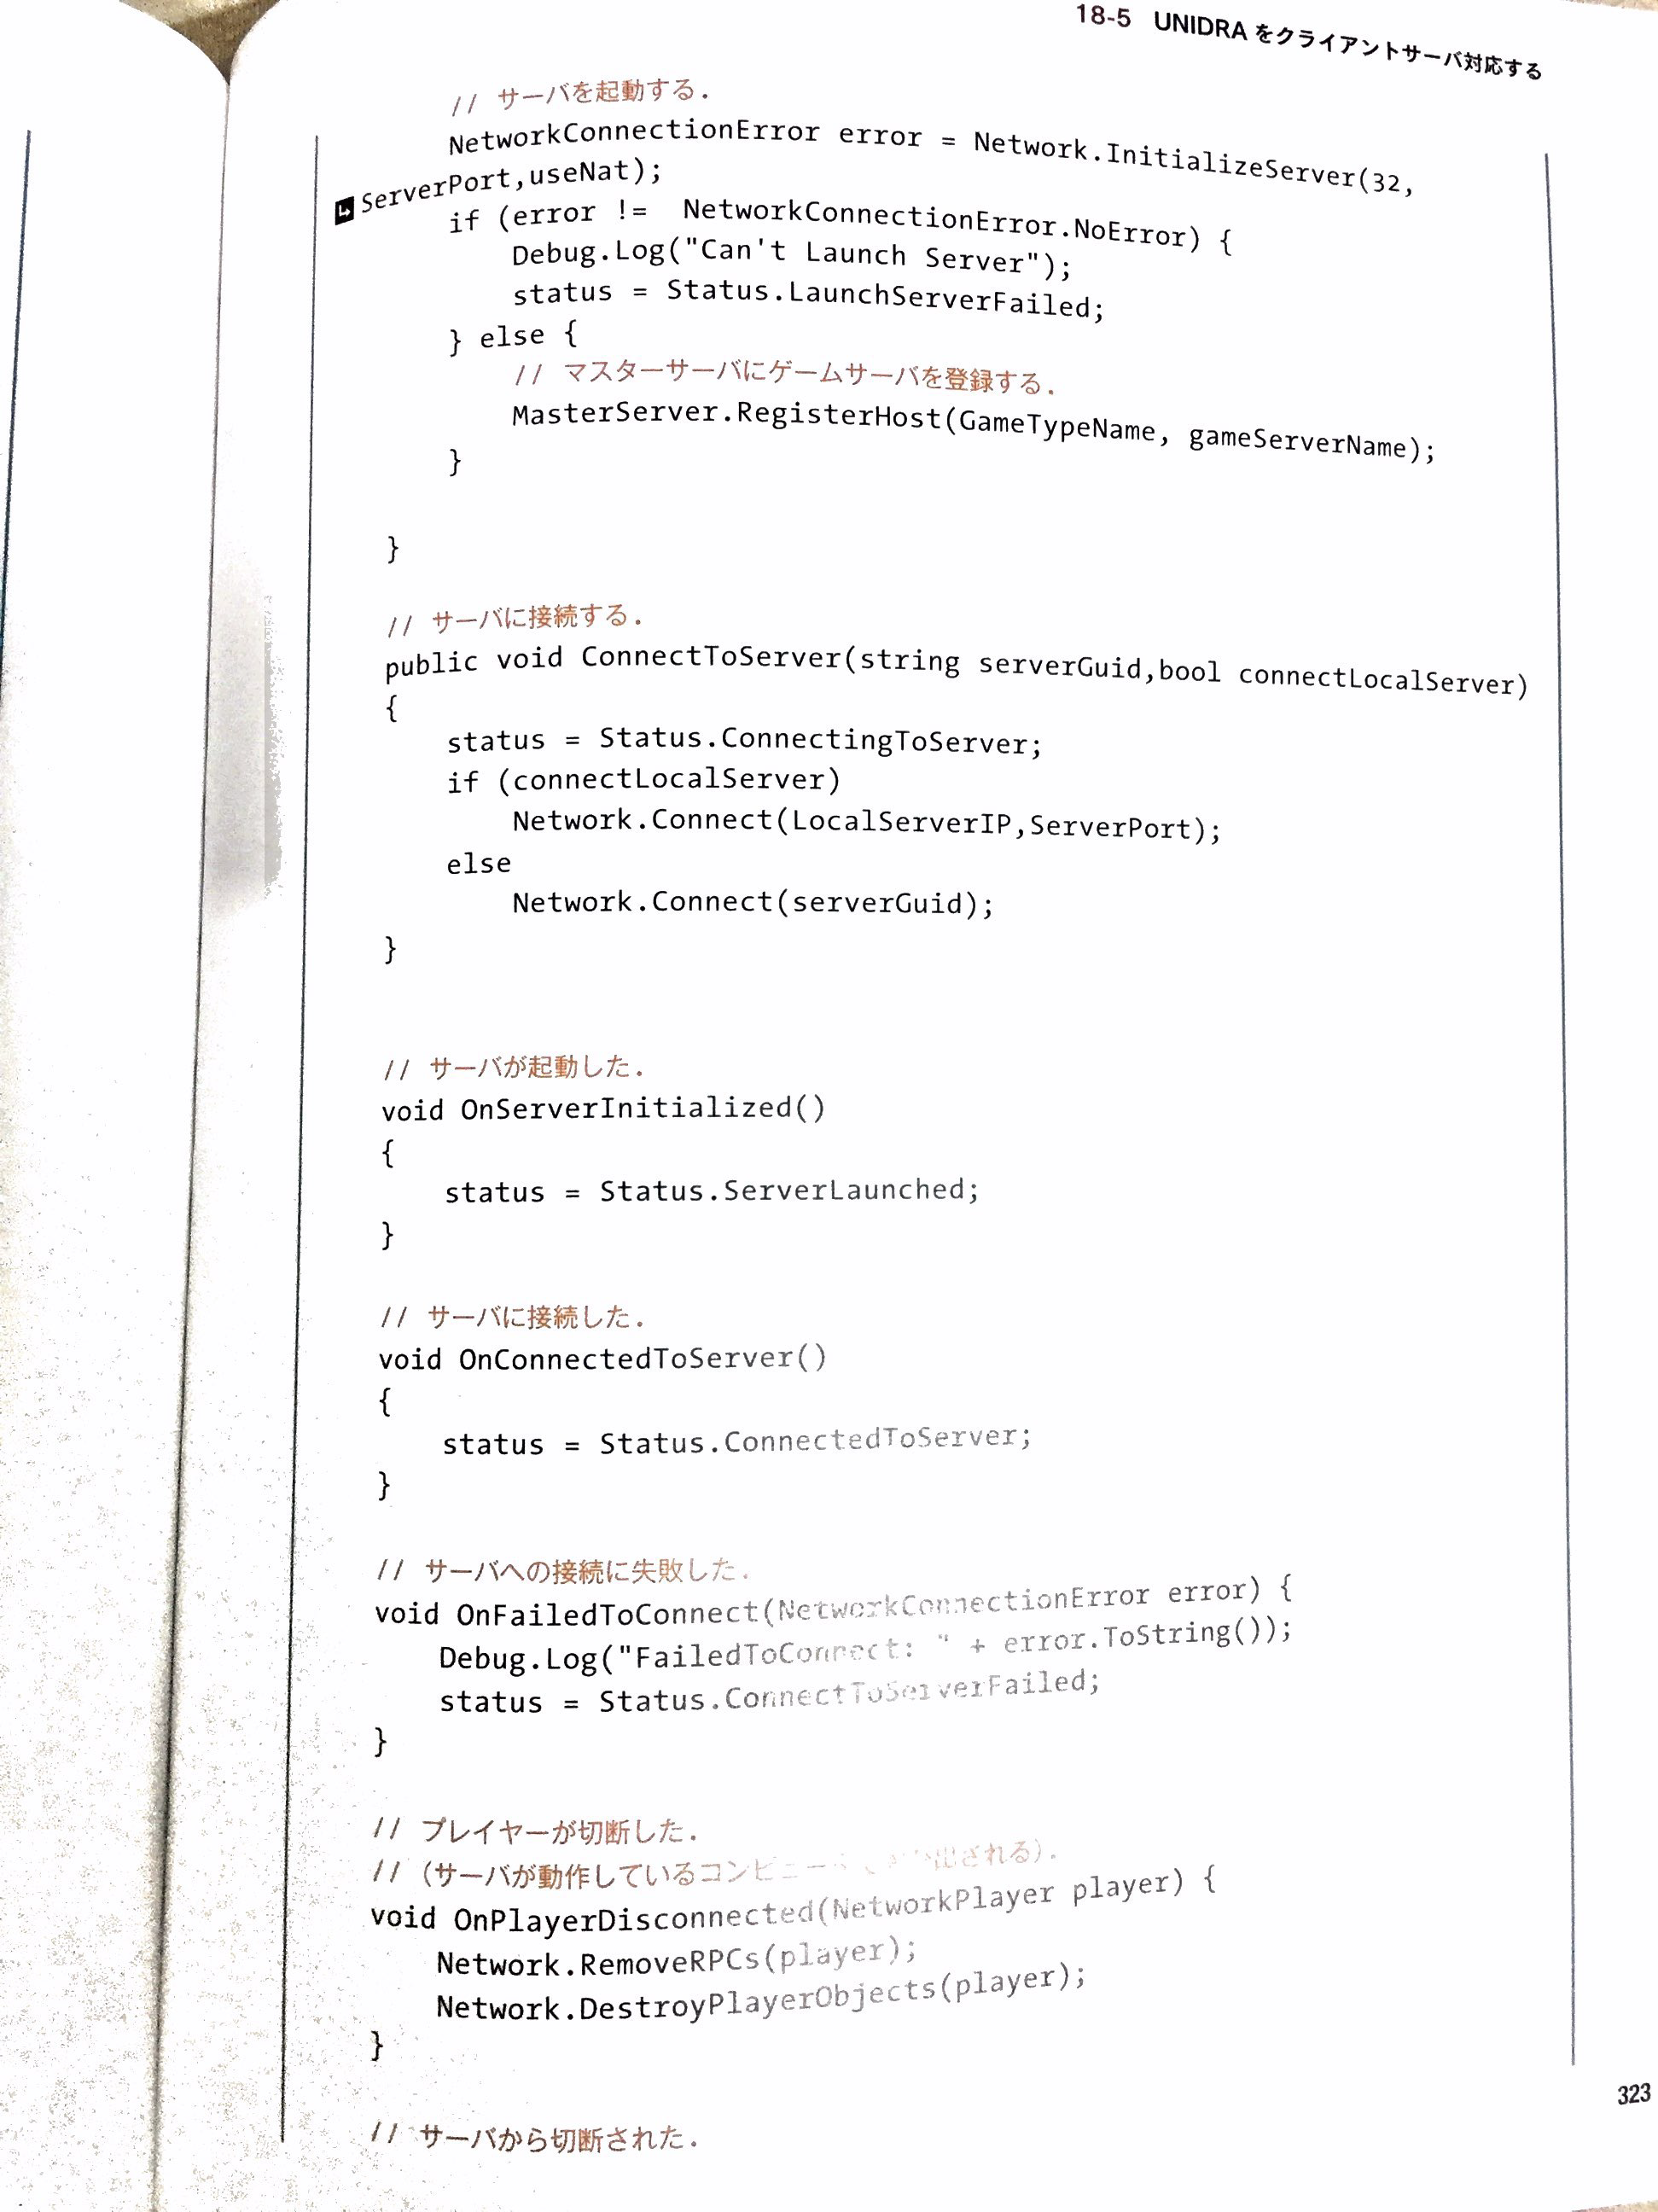 18-5 UNIDRA をクライアントサーバ対応する
// サーバを起動する.
NetworkConnectionError error = Network.InitializeServer(32,
ServerPort,useNat);
if (error !=  NetworkConnectionError.NoError) {
Debug.Log("Can't Launch Server");
status = Status.LaunchServerFailed;
} else {
// マスターサーバにゲームサーバを登録する.
MasterServer.RegisterHost(GameTypeName, gameServerName);
}
}
// サーバに接続する.
public void ConnectToServer(string serverGuid,bool connectLocalServer)
{
status = Status.ConnectingToServer;
if (connectLocalServer)
Network.Connect(LocalServerIP,ServerPort);
else
Network.Connect(serverGuid);
}
// サーバが起動した.
void OnServerInitialized()
{
status = Status.ServerLaunched;
}
// サーバに接続した.
void OnConnectedToServer()
{
status = Status.ConnectedToServer;
}
// サーバへの接続に失敗した.
void OnFailedToConnect(NetworkConnectionError error) {
Debug.Log("FailedToConnect: " + error.ToString());
status = Status.ConnectToServerFailed;
}
// プレイヤーが切断した.
// (サーバが動作している される).
void OnPlayerDisconnected(NetworkPlayer player) {
Network.RemoveRPCs(player);
Network.DestroyPlayerObjects(player);
}
// サーバから切断された.
323